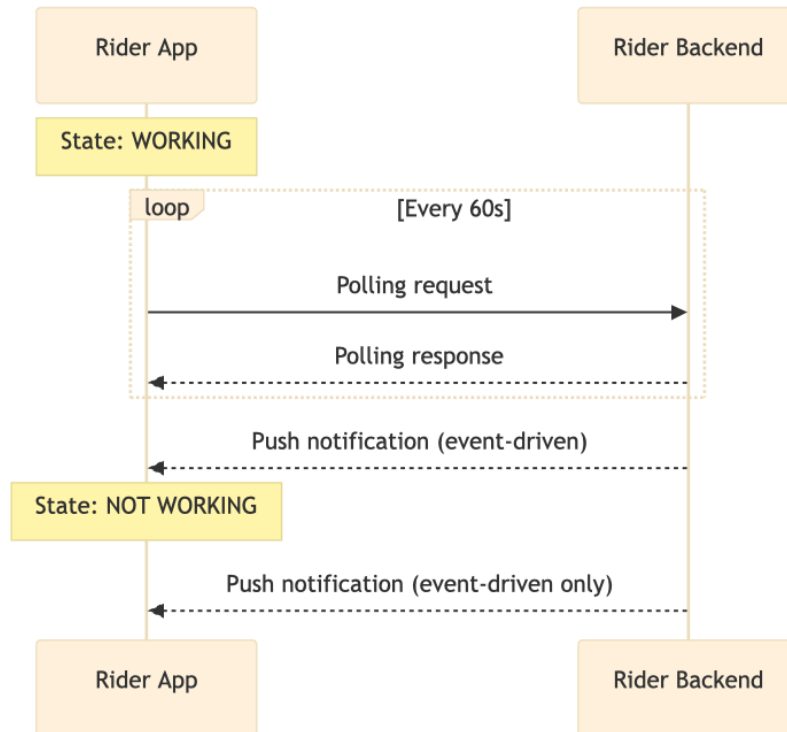 Rider App
Rider Backend
State: WORKING
loop
[Every 60s]
Polling request
Polling response
Push notification (event-driven)
State: NOT WORKING
Push notification (event-driven only)
Rider App
Rider Backend